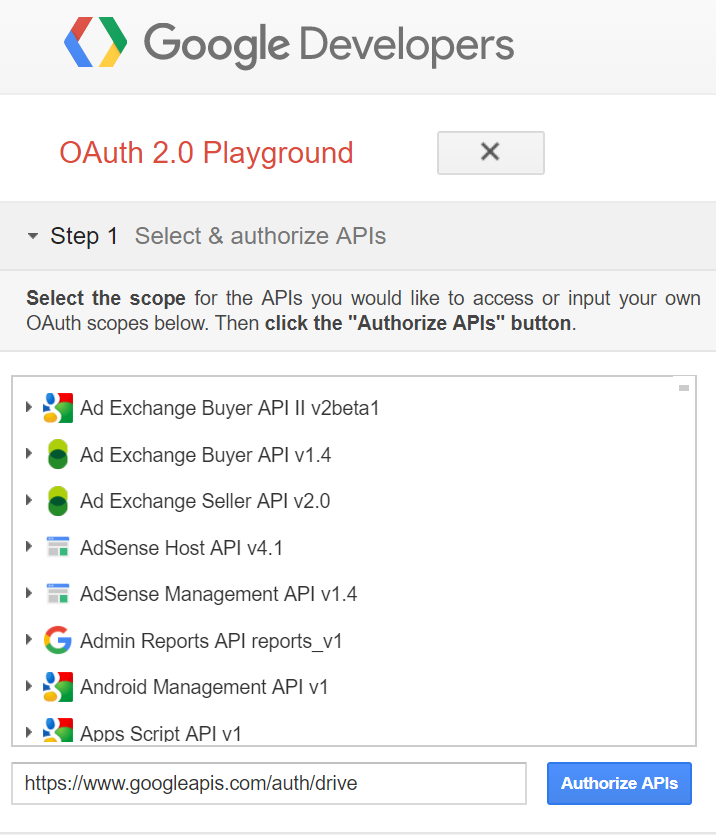 Google Developers
OAuth 2.0 Playground
Step 1 Select & authorize APIs
Select the scope for the APIs you would like to access or input your own
OAuth scopes below. Then click the "Authorize APIs" button.
Ad Exchange Buyer API II v2beta1
Ad Exchange Buyer API v1.4
Ad Exchange Seller API v2.0
AdSense Host API v4.1
AdSense Management API v1.4
Admin Reports API reports_v1
Android Management API v1
Apps Script API v1
https://www.googleapis.com/auth/drive
Authorize APIs